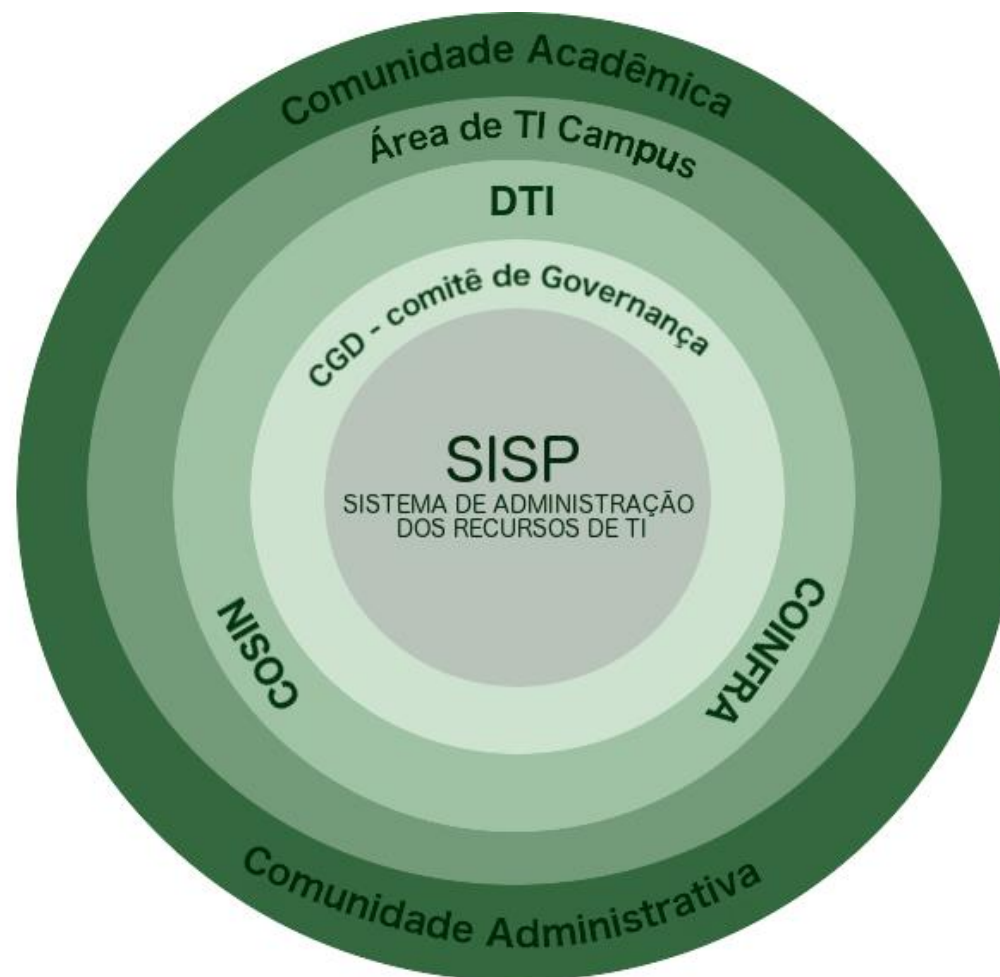 Comunidade Acadêmica
Área de TI Campus
DTI
CGD - comitê de Governança
SISP
SISTEMA DE ADMINISTRAÇÃO
DOS RECURSOS DE TI
COSIN
COINFRA
Comunidade Administrativa